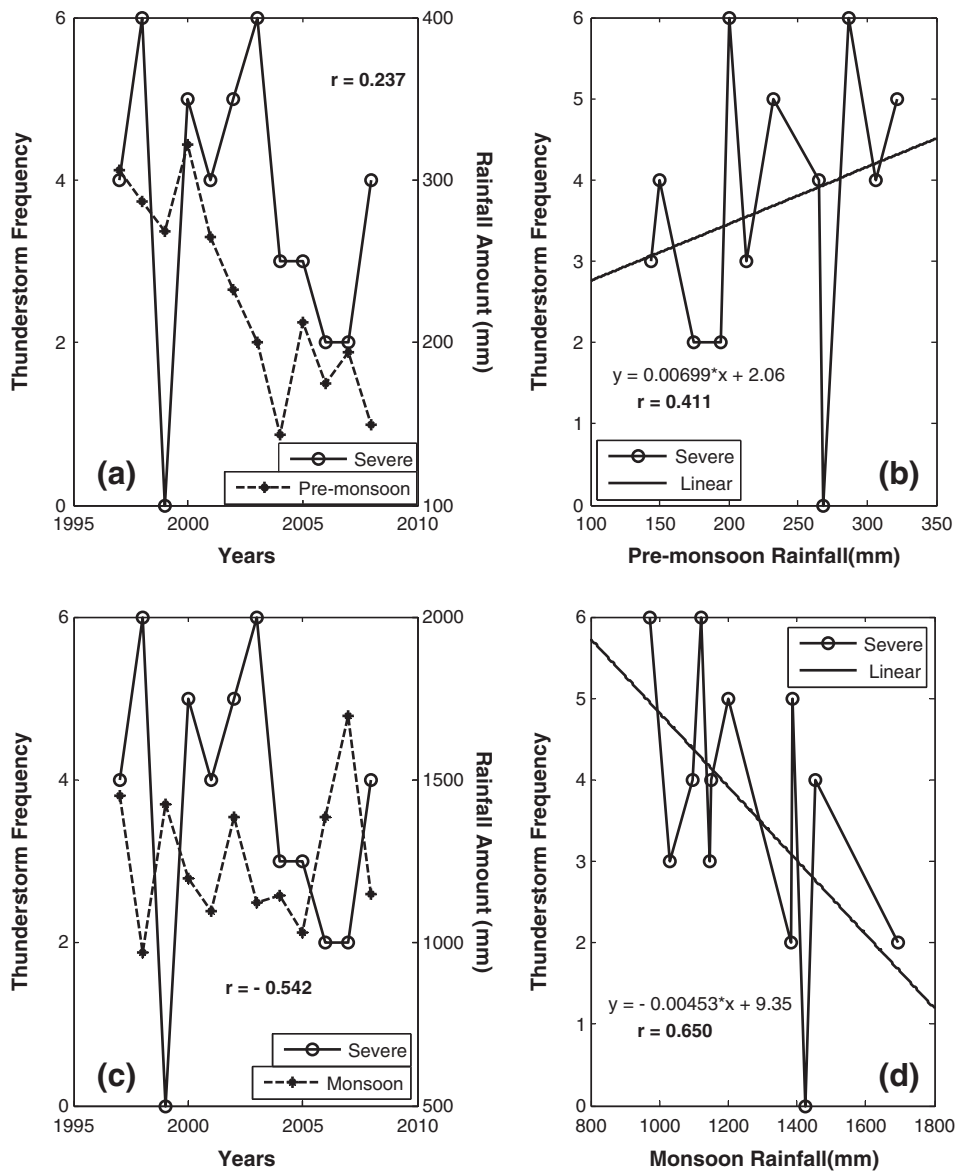 6
4
2
0
400
300
200
100
1995
2000
2005
2010
Thunderstorm Frequency
Rainfall Amount (mm)
Years
r = 0.237
(a)
Severe
Pre-monsoon
6
5
4
3
2
1
0
100
150
200
250
300
350
Thunderstorm Frequency
Pre-monsoon Rainfall(mm)
y = 0.00699*x + 2.06
r = 0.411
Severe
Linear
(b)
6
4
2
0
2000
1500
1000
500
1995
2000
2005
2010
Thunderstorm Frequency
Rainfall Amount (mm)
Years
r = - 0.542
(c)
Severe
Monsoon
6
5
4
3
2
1
0
800
1000
1200
1400
1600
1800
Thunderstorm Frequency
Monsoon Rainfall(mm)
Severe
Linear
y = - 0.00453*x + 9.35
r = 0.650
(d)